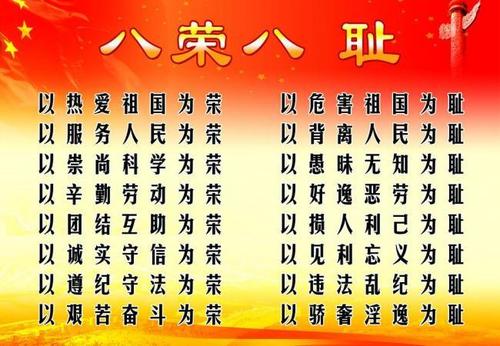 八荣八耻
以热爱祖国为荣 以危害祖国为耻
以服务人民为荣 以背离人民为耻
以崇尚科学为荣 以愚昧无知为耻
以辛勤劳动为荣 以好逸恶劳为耻
以团结互助为荣 以损人利己为耻
以诚实守信为荣 以见利忘义为耻
以遵纪守法为荣 以违法乱纪为耻
以艰苦奋斗为荣 以骄奢淫逸为耻